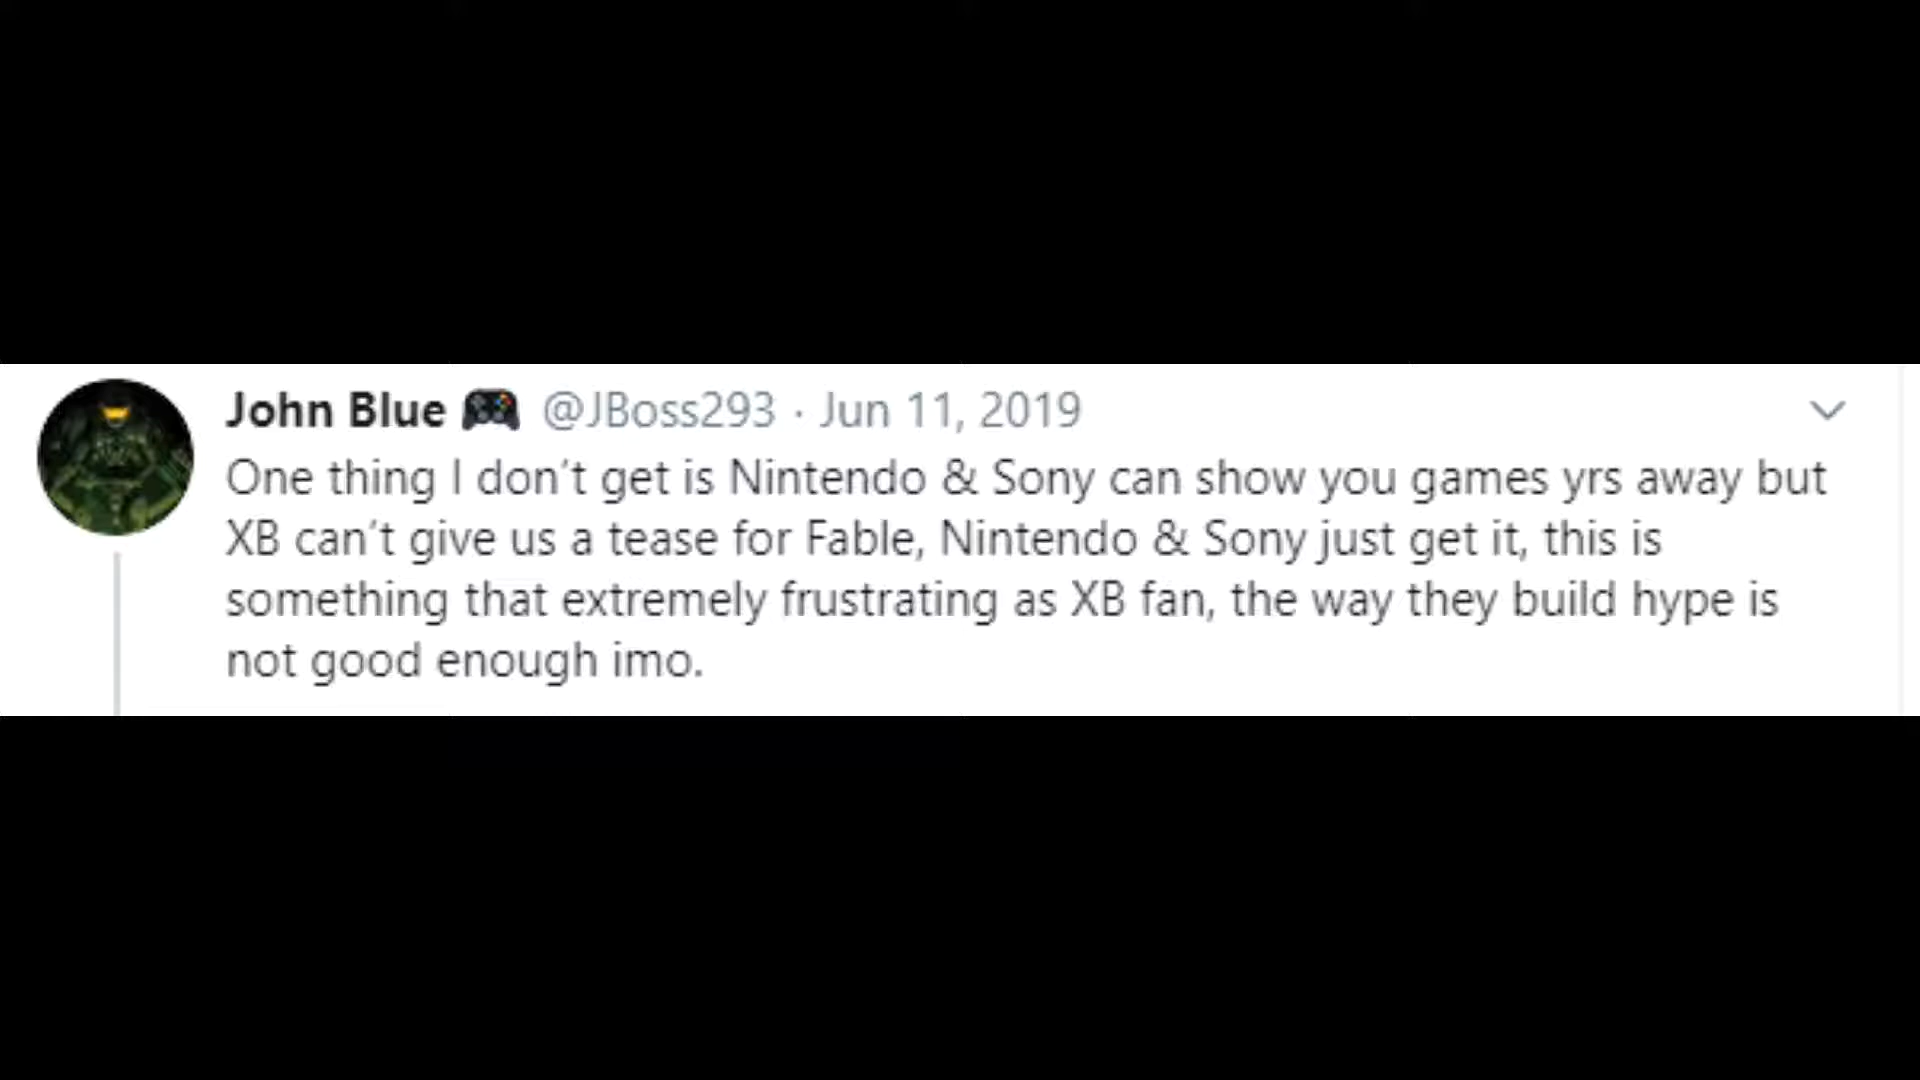 John Blue 🎮 @JBoss293 · Jun 11, 2019
One thing I don't get is Nintendo & Sony can show you games yrs away but
XB can't give us a tease for Fable, Nintendo & Sony just get it, this is
something that extremely frustrating as XB fan, the way they build hype is
not good enough imo.